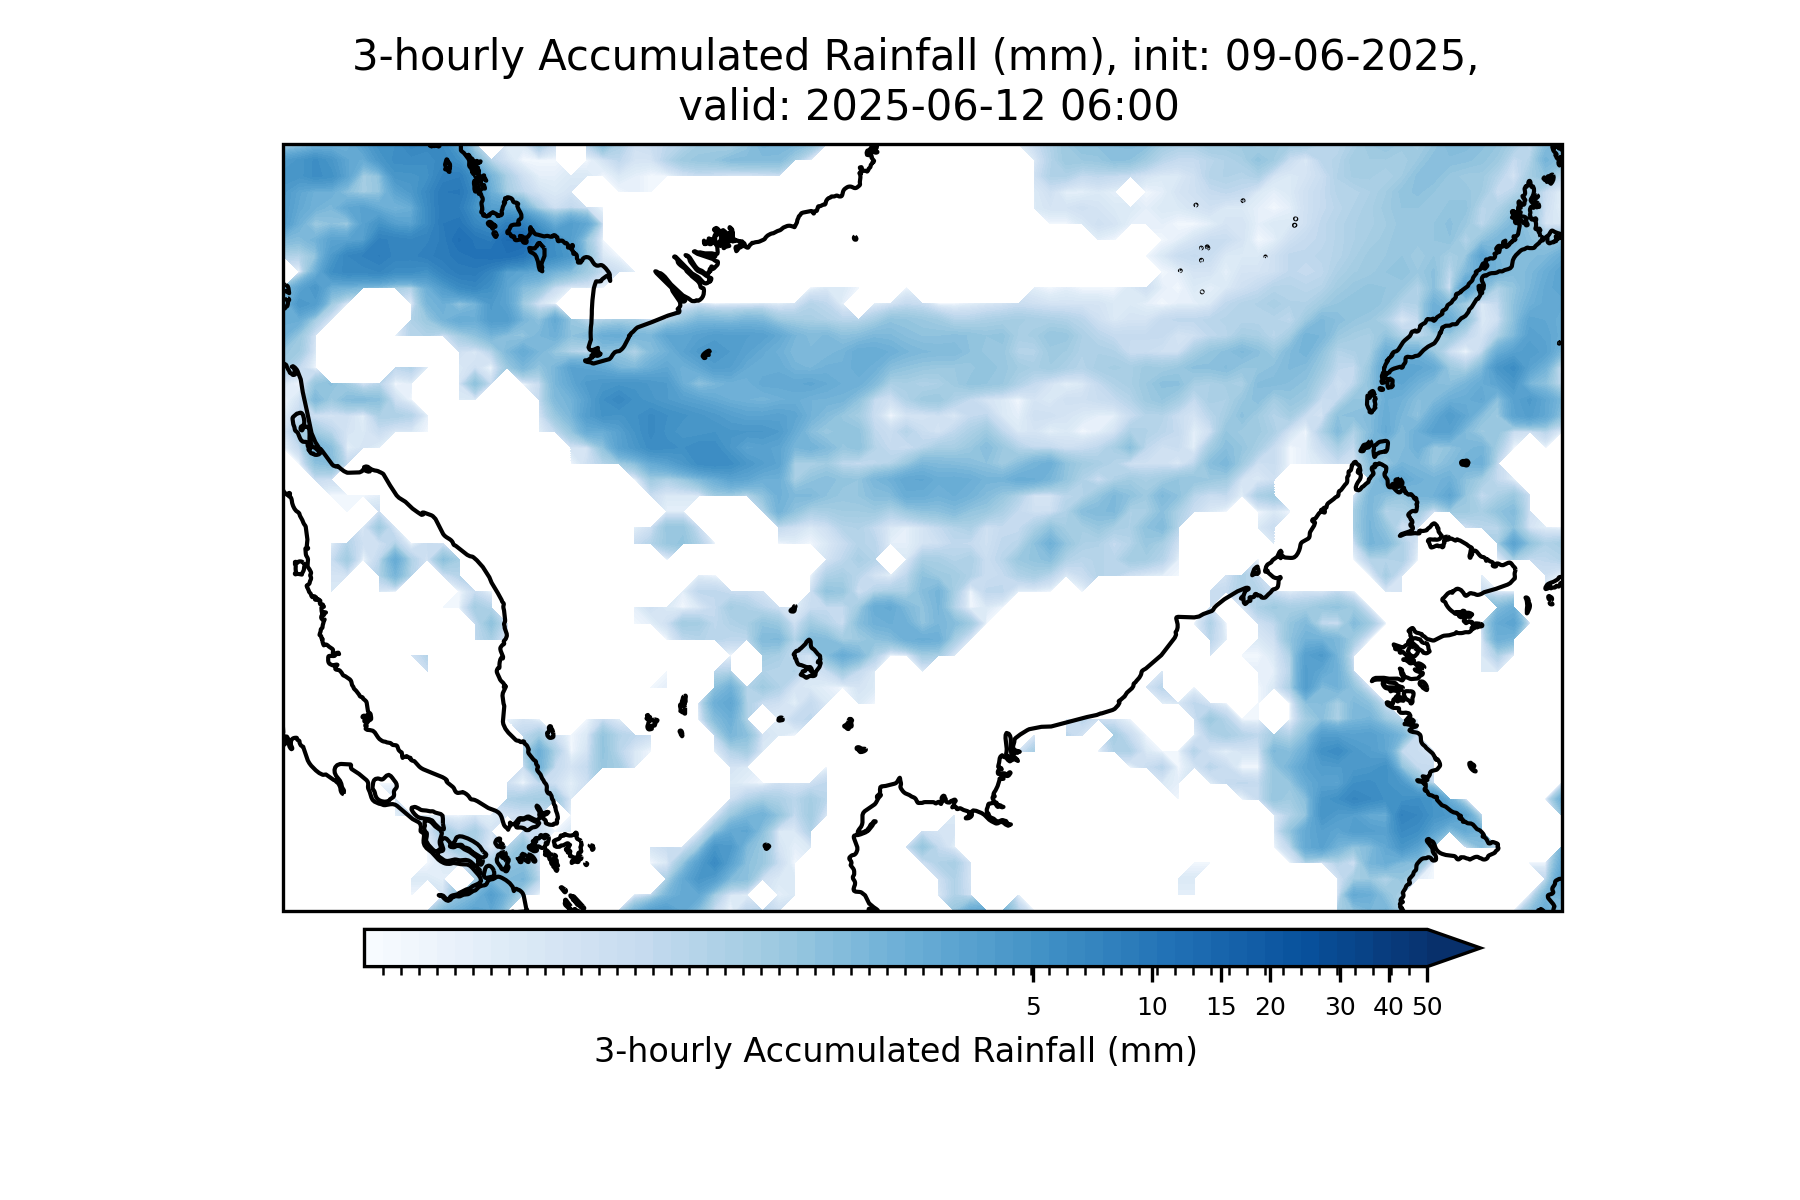 3-hourly Accumulated Rainfall (mm), init: 09-06-2025,
valid: 2025-06-12 06:00
5 10 15 20 30 40 50
3-hourly Accumulated Rainfall (mm)